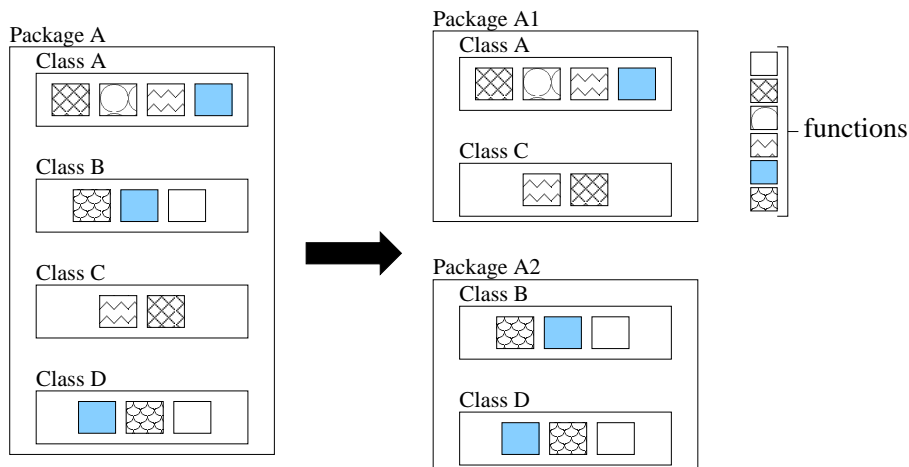 Package A
Class A
Class B
Class C
Class D
Package A1
Class A
Class C
Package A2
Class B
Class D
functions